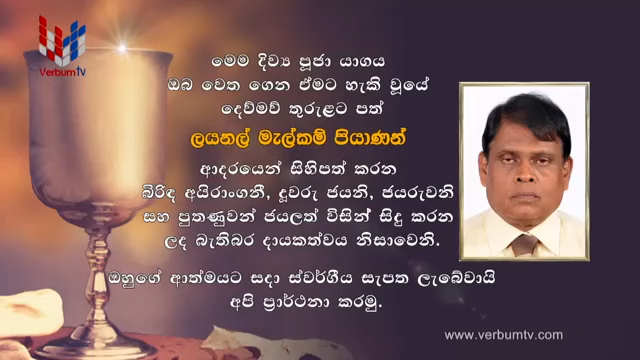 Verbum TV
මෙම දිව්‍ය පූජා යාගය
ඔබ වෙත ගෙන ඒමට හැකි වූයේ
දෙව්මව් තුරුළට පත්
ලයනල් මැල්කම් පියාණන්
ආදරයෙන් සිහිපත් කරන
බිරිද අයිරාංගනී, දූවරු ජයනි, ජයරුවනි
සහ පුතණුවන් ජයලත් විසින් සිදු කරන
ලද බැතිබර දායකත්වය නිසාවෙනි.
ඔහුගේ ආත්මයට සදා ස්වර්ගීය සැපත ලැබේවායි
අපි ප්‍රාර්ථනා කරමු.
www.verbumtv.com